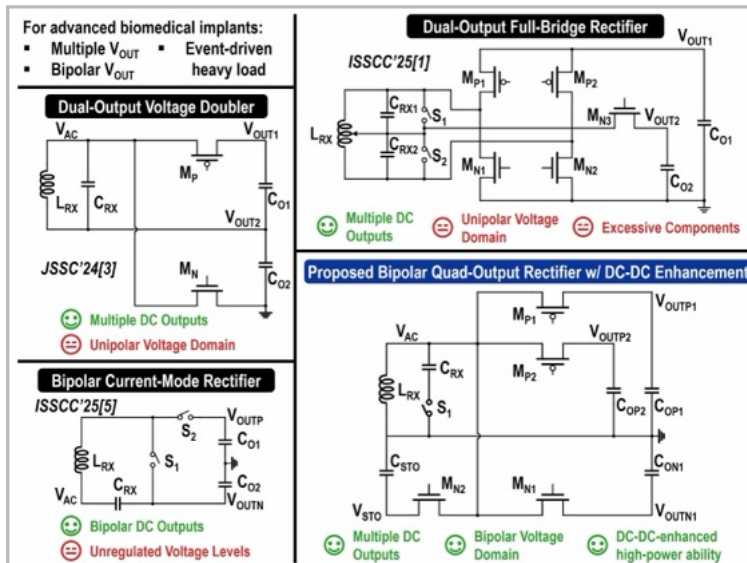 For advanced biomedical implants:
▪ Multiple VOUT ▪ Event-driven
▪ Bipolar VOUT heavy load
Dual-Output Voltage Doubler
VAC
VOUT1
MP
LRX
CRX
CO1
VOUT2
JSSC'24[3]
MN
CO2
Multiple DC Outputs
Unipolar Voltage Domain
Bipolar Current-Mode Rectifier
ISSCC'25[5]
S2
VOUTP
LRX
S1
CO1
CO2
VAC
CRX
VOUTN
Bipolar DC Outputs
Unregulated Voltage Levels
Dual-Output Full-Bridge Rectifier
ISSCC'25[1]
VOUT1
MP1
MP2
CRX1
S1
MN3
VOUT2
LRX
CRX2
S2
CO1
MN1
MN2
CO2
Multiple DC
Outputs
Unipolar Voltage
Domain
Excessive Components
Proposed Bipolar Quad-Output Rectifier w/ DC-DC Enhancement
MP1
VOUTP1
VAC
VOUTP2
MP2
CRX
LRX
S1
COP2
COP1
CSTO
CON1
MN2
MN1
VSTO
VOUTN1
Multiple DC
Outputs
Bipolar Voltage
Domain
DC-DC-enhanced
high-power ability